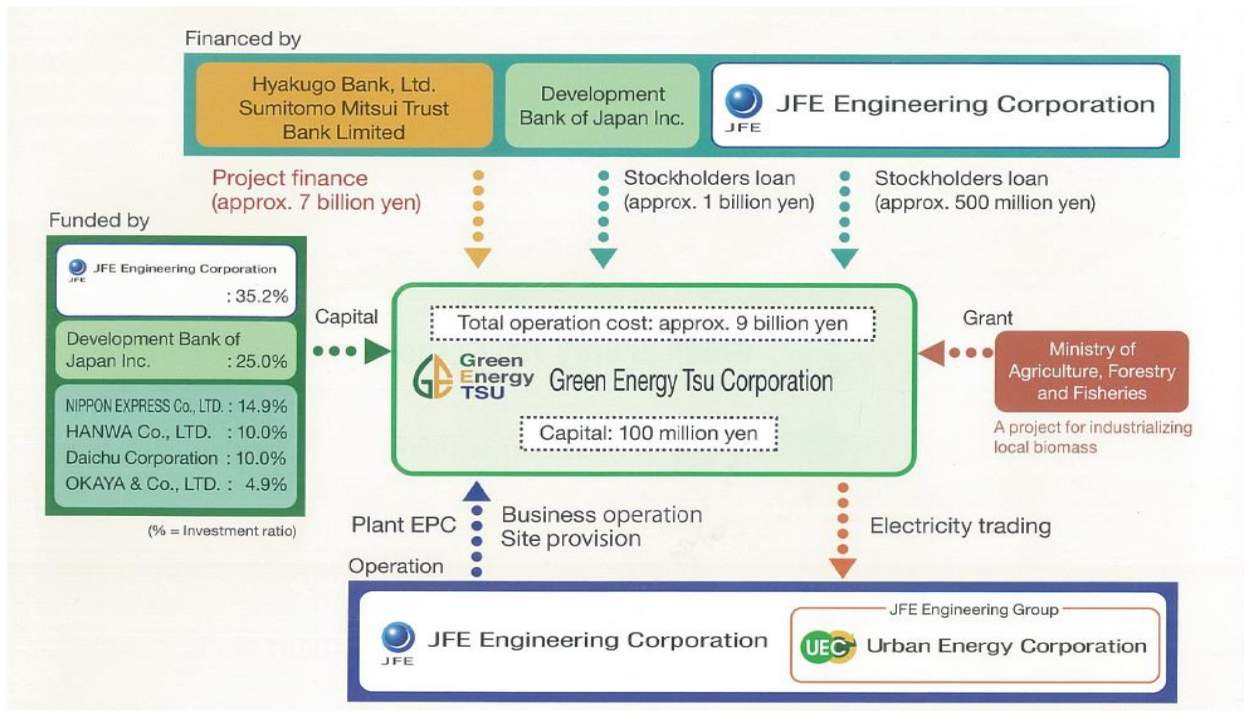 Financed by
Hyakugo Bank, Ltd.
Sumitomo Mitsui Trust
Bank Limited
Development
Bank of Japan Inc.
JFE
JFE Engineering Corporation
Project finance
(approx. 7 billion yen)
Stockholders loan
(approx. 1 billion yen)
Stockholders loan
(approx. 500 million yen)
Funded by
JFE
JFE Engineering Corporation
: 35.2%
Development Bank of
Japan Inc. : 25.0%
NIPPON EXPRESS Co., LTD. : 14.9%
HANWA Co., LTD. : 10.0%
Daichu Corporation : 10.0%
OKAYA & Co., LTD. : 4.9%
(% = Investment ratio)
Capital
Total operation cost: approx. 9 billion yen
GE
Green
Energy
TSU
Green Energy Tsu Corporation
Capital: 100 million yen
Grant
Ministry of
Agriculture, Forestry
and Fisheries
A project for industrializing
local biomass
Plant EPC
Business operation
Site provision
Electricity trading
Operation
JFE
JFE Engineering Corporation
JFE Engineering Group
UEC
Urban Energy Corporation